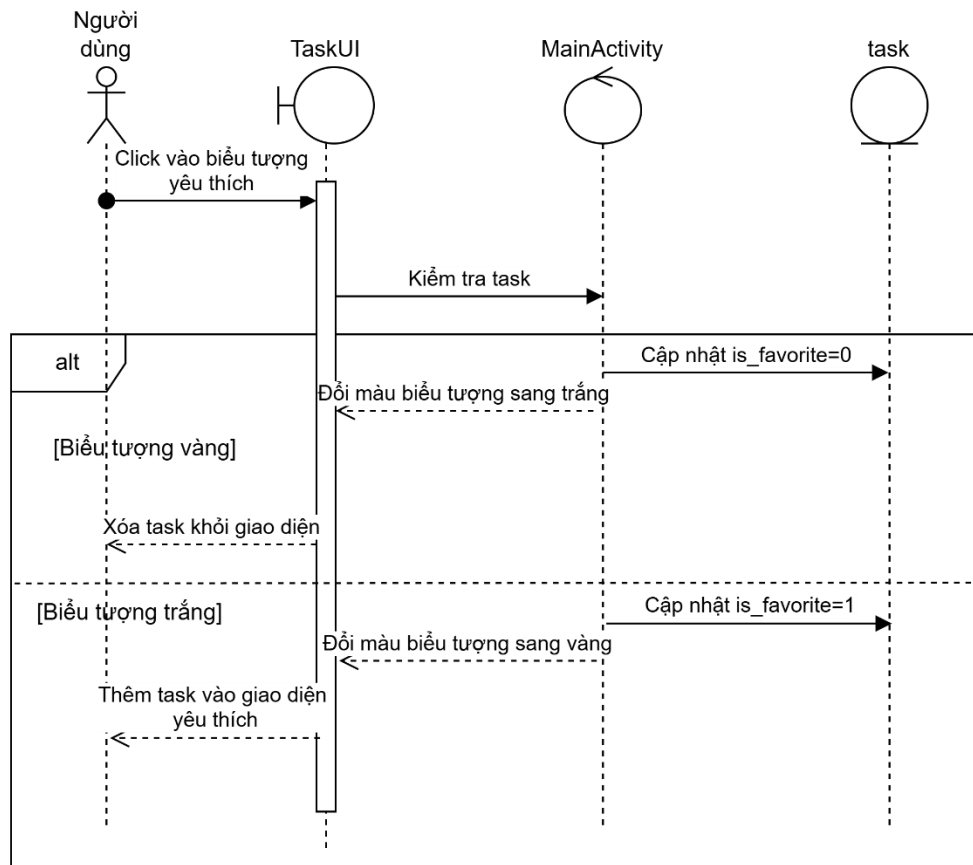 Người
dùng
TaskUI
MainActivity
task
Click vào biểu tượng
yêu thích
Kiểm tra task
alt
Cập nhật is_favorite=0
Đổi màu biểu tượng sang trắng
[Biểu tượng vàng]
Xóa task khỏi giao diện
[Biểu tượng trắng]
Cập nhật is_favorite=1
Đổi màu biểu tượng sang vàng
Thêm task vào giao diện
yêu thích